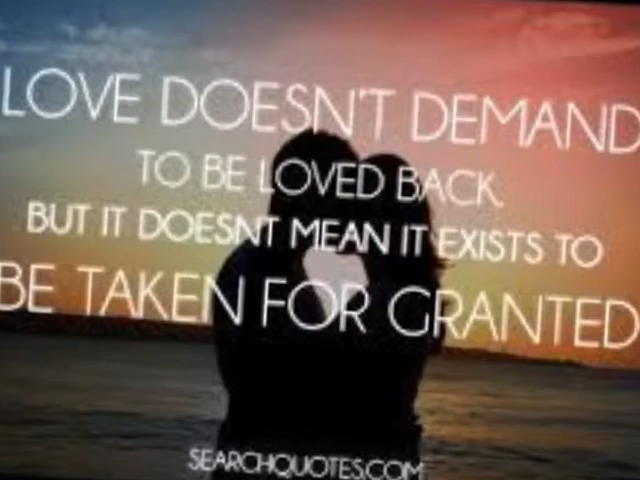 LOVE DOESN'T DEMAND
TO BE LOVED BACK.
BUT IT DOESNT MEAN IT EXISTS TO
BE TAKEN FOR GRANTED
SEARCHQUOTES.COM